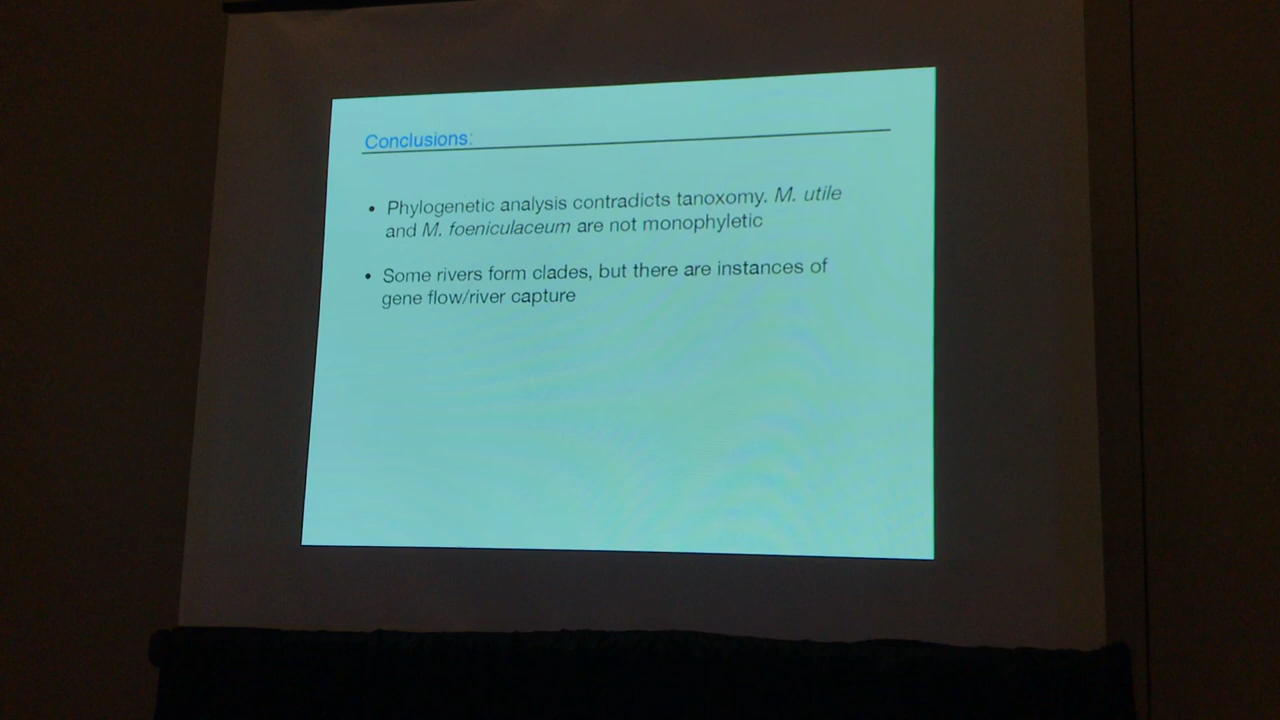 Conclusions:
• Phylogenetic analysis contradicts tanoxomy. M. utile
and M. foeniculaceum are not monophyletic
• Some rivers form clades, but there are instances of
gene flow/river capture